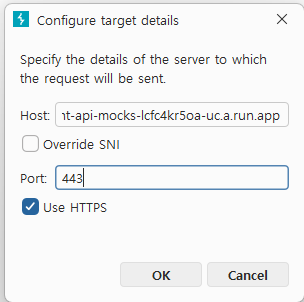 Configure target details
Specify the details of the server to which
the request will be sent.
Host: nt-api-mocks-lcfc4kr5oa-uc.a.run.app
Override SNI
Port: 443
Use HTTPS
OK Cancel